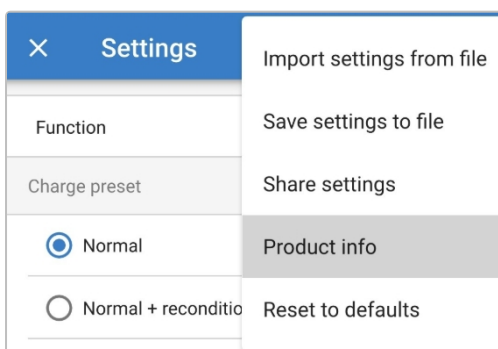 Settings
Function
Charge preset
Normal
Normal + reconditio
Import settings from file
Save settings to file
Share settings
Product info
Reset to defaults